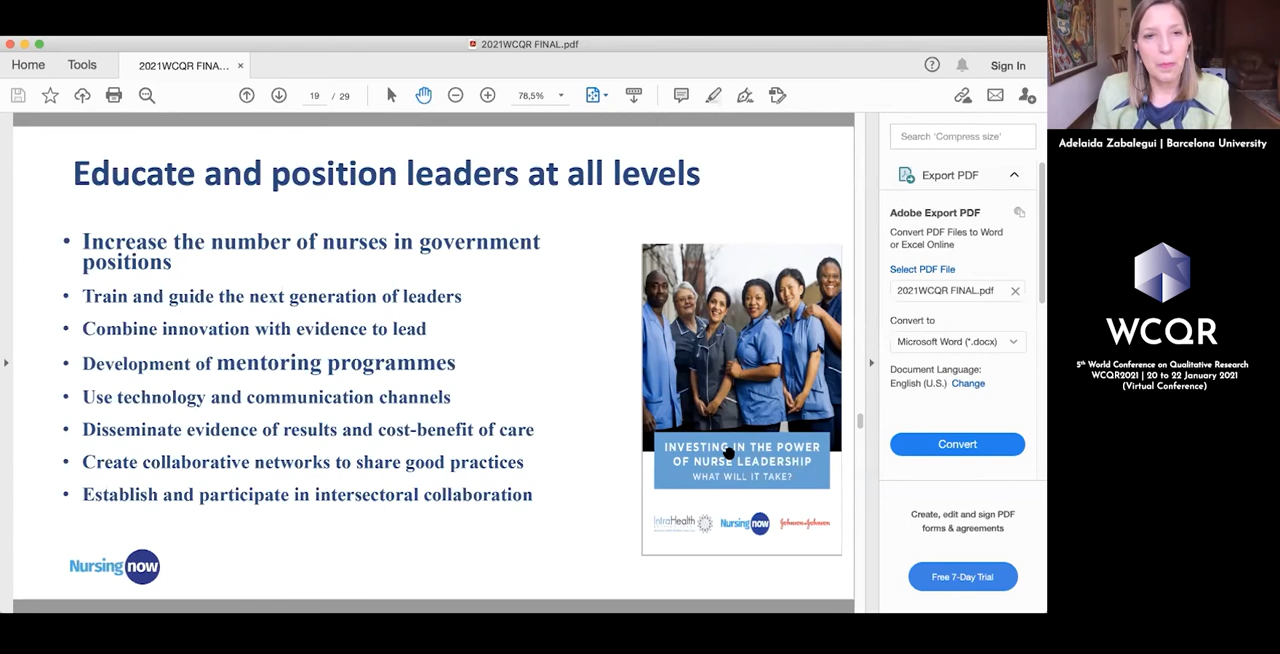 2021WCQR FINAL.pdf
Home Tools 2021WCQR FINA... × Sign In
19 / 29 78,5%
Educate and position leaders at all levels
• Increase the number of nurses in government
positions
• Train and guide the next generation of leaders
• Combine innovation with evidence to lead
• Development of mentoring programmes
• Use technology and communication channels
• Disseminate evidence of results and cost-benefit of care
• Create collaborative networks to share good practices
• Establish and participate in intersectoral collaboration
Nursing now
INVESTING IN THE POWER
OF NURSE LEADERSHIP
WHAT WILL IT TAKE?
IntraHealth
Nursing now
Johnson&Johnson
Search 'Compress size'
Export PDF
Adobe Export PDF
Convert PDF Files to Word
or Excel Online
Select PDF File
2021WCQR FINAL.pdf
Convert to
Microsoft Word (*.docx)
Document Language:
English (U.S.) Change
Convert
Create, edit and sign PDF
forms & agreements
Free 7-Day Trial
Adelaida Zabalegui | Barcelona University
WCQR
5th World Conference on Qualitative Research
WCQR2021 | 20 to 22 January 2021
(Virtual Conference)